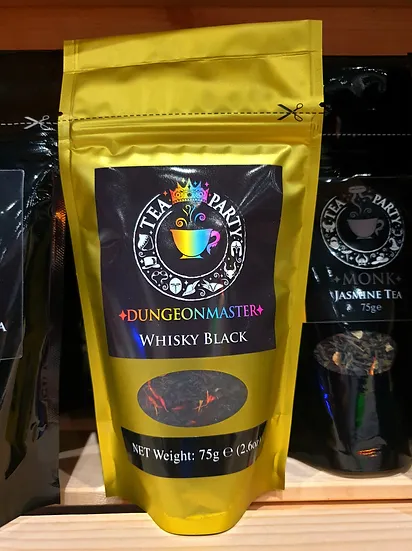 TEA PARTY
DUNGEONMASTER
WHISKY BLACK
NET Weight: 75g ℮ (2.6oz
TEA PARTY
MONK
JASMINE TEA
75g℮
A